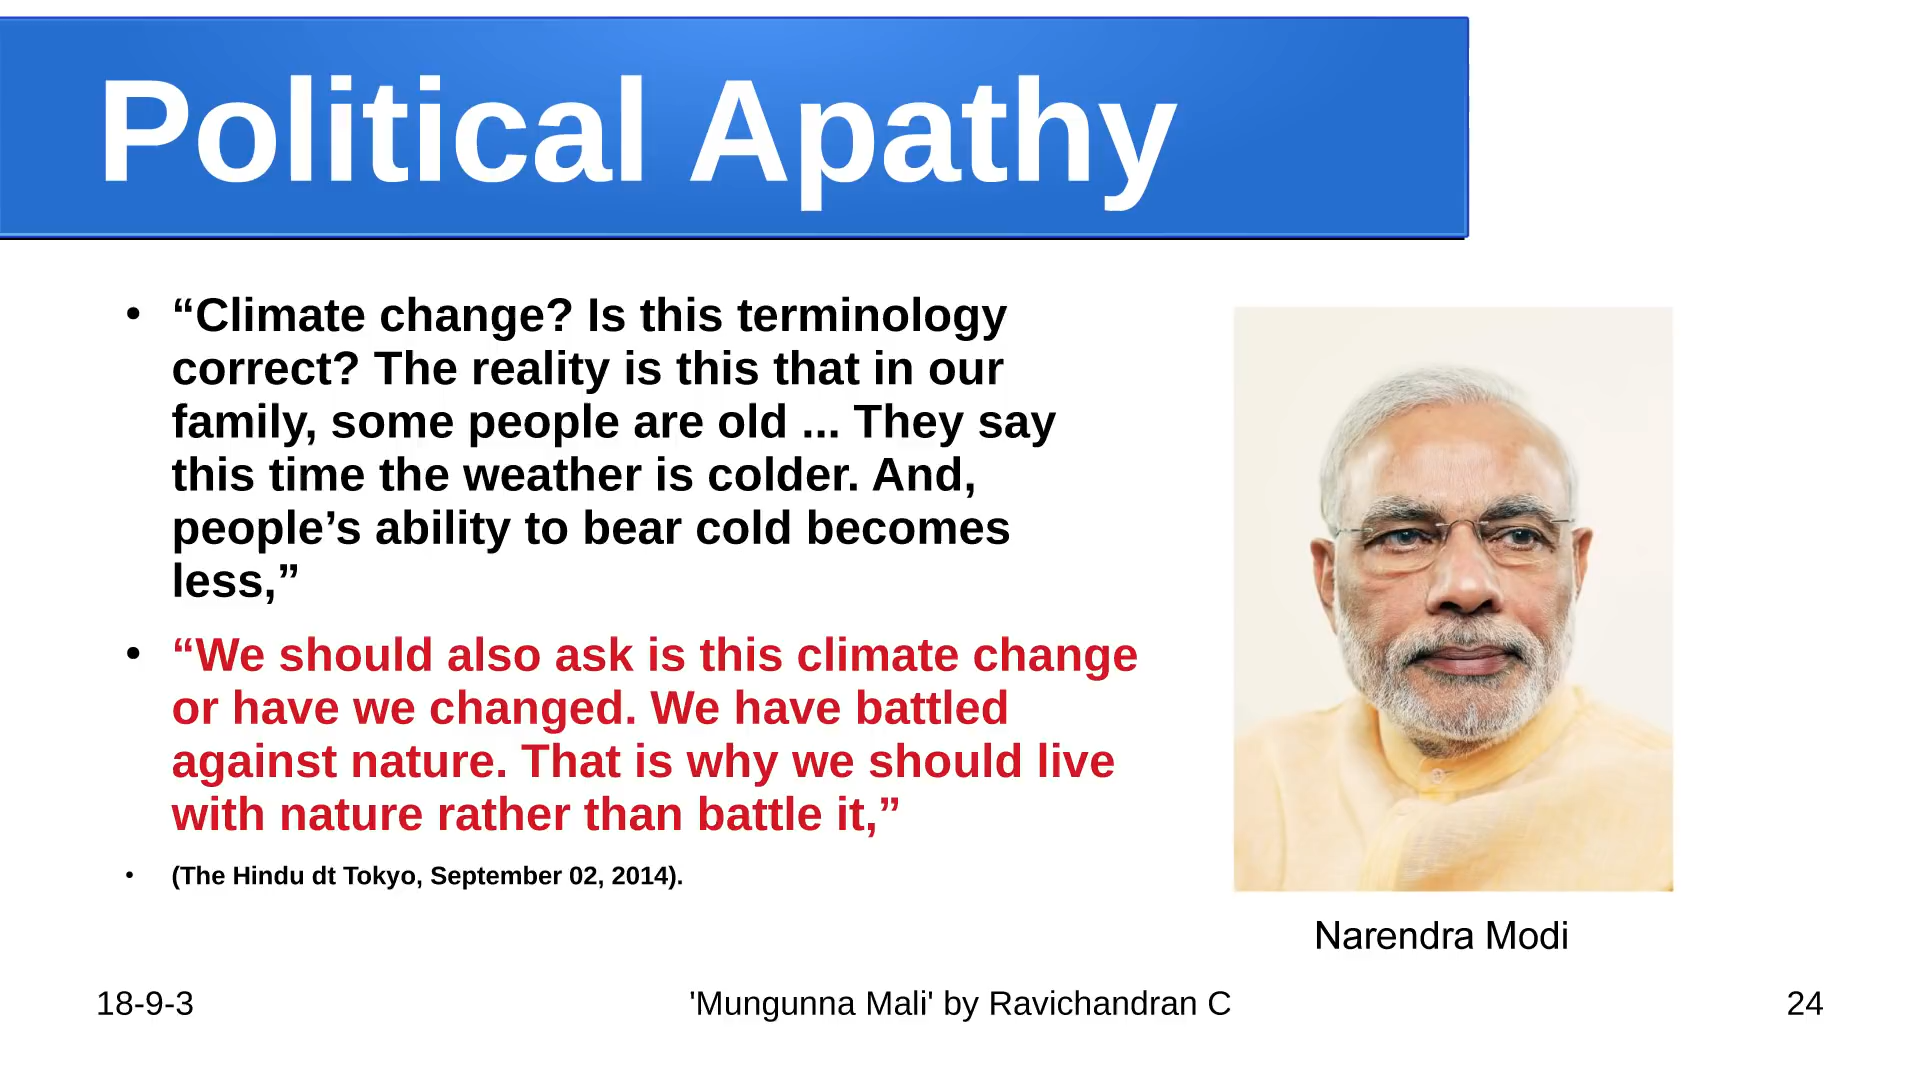 Political Apathy
• “Climate change? Is this terminology
correct? The reality is this that in our
family, some people are old ... They say
this time the weather is colder. And,
people’s ability to bear cold becomes
less,”
• “We should also ask is this climate change
or have we changed. We have battled
against nature. That is why we should live
with nature rather than battle it,”
• (The Hindu dt Tokyo, September 02, 2014).
Narendra Modi
18-9-3
'Mungunna Mali' by Ravichandran C
24